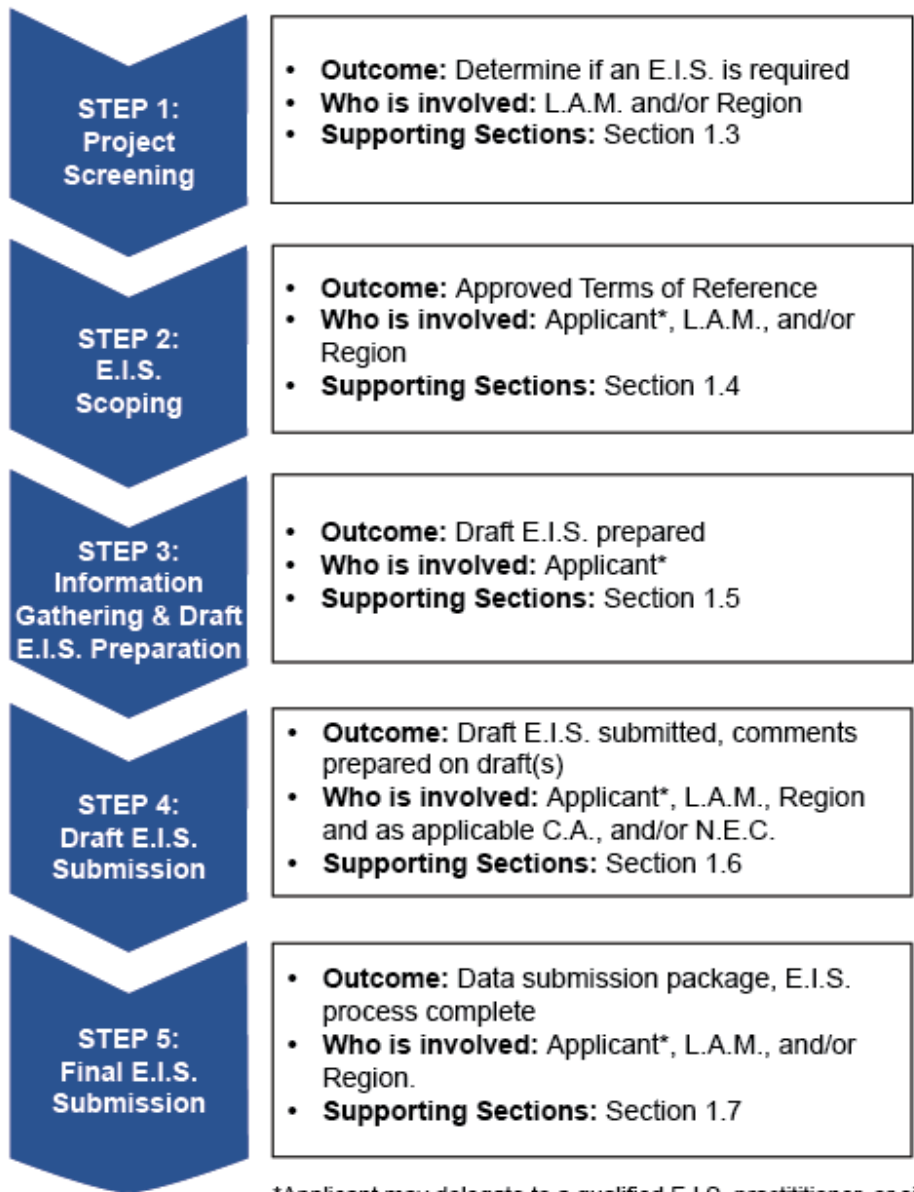 STEP 1:
Project
Screening
• Outcome: Determine if an E.I.S. is required
• Who is involved: L.A.M. and/or Region
• Supporting Sections: Section 1.3
STEP 2:
E.I.S.
Scoping
• Outcome: Approved Terms of Reference
• Who is involved: Applicant*, L.A.M., and/or
Region
• Supporting Sections: Section 1.4
STEP 3:
Information
Gathering & Draft
E.I.S. Preparation
• Outcome: Draft E.I.S. prepared
• Who is involved: Applicant*
• Supporting Sections: Section 1.5
STEP 4:
Draft E.I.S.
Submission
• Outcome: Draft E.I.S. submitted, comments
prepared on draft(s)
• Who is involved: Applicant*, L.A.M., Region
and as applicable C.A., and/or N.E.C.
• Supporting Sections: Section 1.6
STEP 5:
Final E.I.S.
Submission
• Outcome: Data submission package, E.I.S.
process complete
• Who is involved: Applicant*, L.A.M., and/or
Region.
• Supporting Sections: Section 1.7
*Applicant may delegate to a qualified E.I.S.